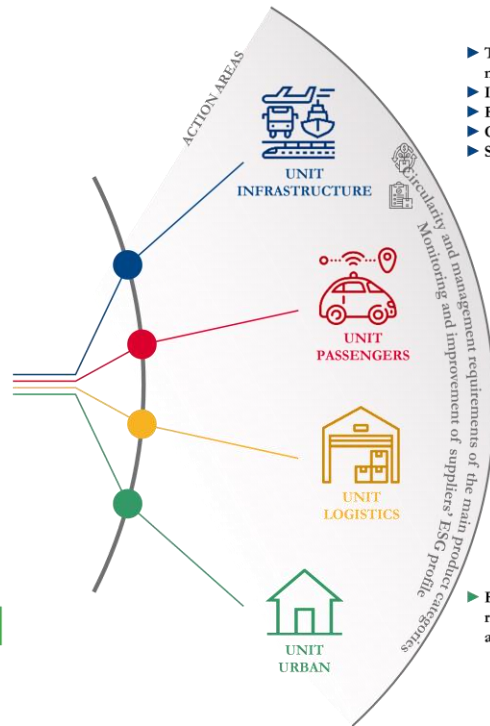 ACTION AREAS
UNIT
INFRASTRUCTURE
UNIT
PASSENGERS
UNIT
LOGISTICS
UNIT
URBAN
Circularity and management requirements of the main product categories
Monitoring and improvement of suppliers' ESG profile